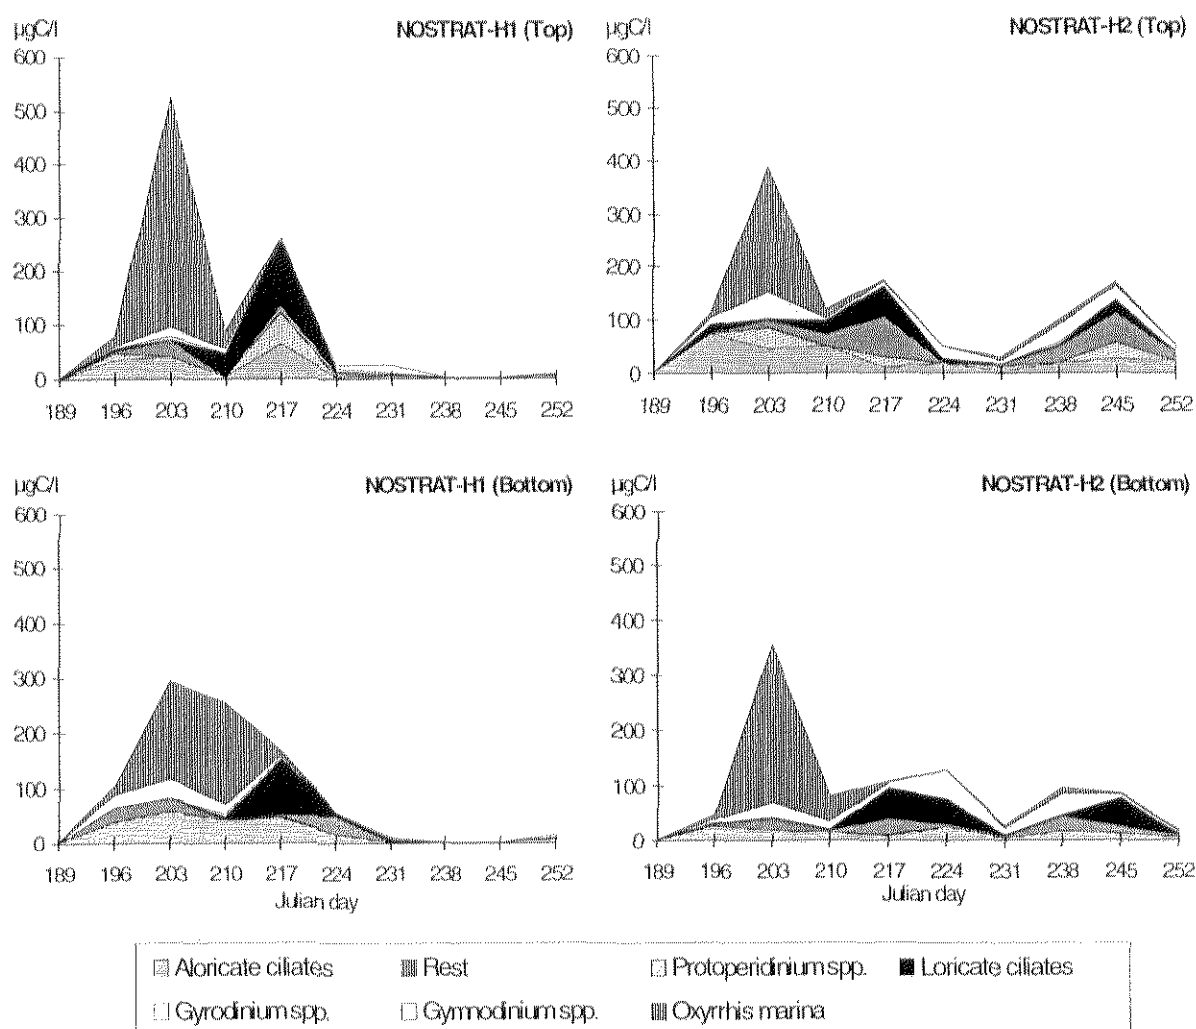 µgC/l NOSTRAT-H1 (Top)
600
500
400
300
200
100
0
189 196 203 210 217 224 231 238 245 252
µgC/l NOSTRAT-H2 (Top)
600
500
400
300
200
100
0
189 196 203 210 217 224 231 238 245 252
µgC/l NOSTRAT-H1 (Bottom)
600
500
400
300
200
100
0
189 196 203 210 217 224 231 238 245 252
Julian day
µgC/l NOSTRAT-H2 (Bottom)
600
500
400
300
200
100
0
189 196 203 210 217 224 231 238 245 252
Julian day
Aloricate ciliates Rest Protoperidinium spp. Loricate ciliates
Gyrodinium spp. Gymnodinium spp. Oxyrrhis marina